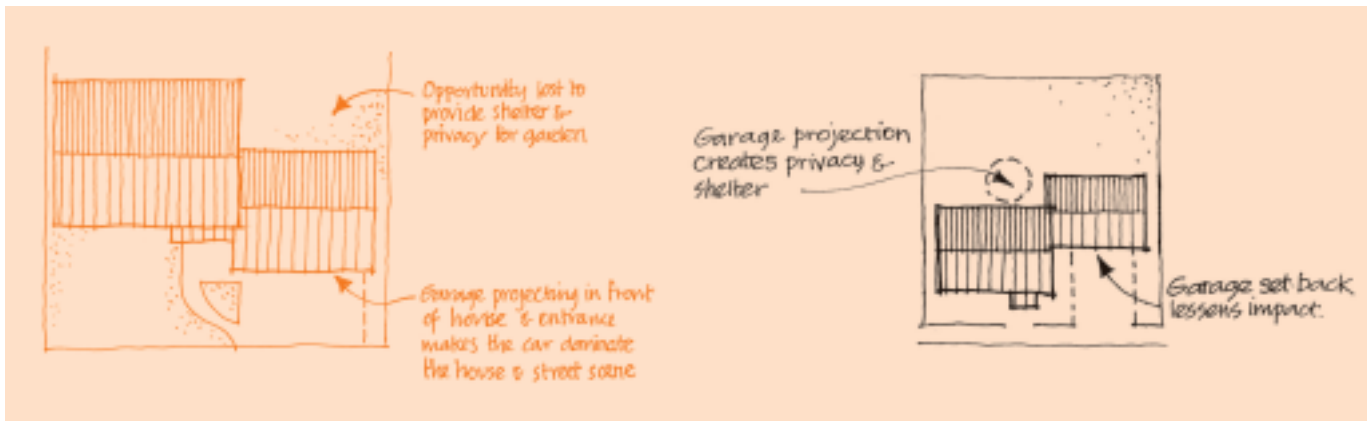 Opportunity lost to
provide shelter &
privacy for garden
Garage projecting in front
of house & entrance
makes the car dominate
the house & street scene
Garage projection
creates privacy &
shelter
Garage set back
lessens impact.